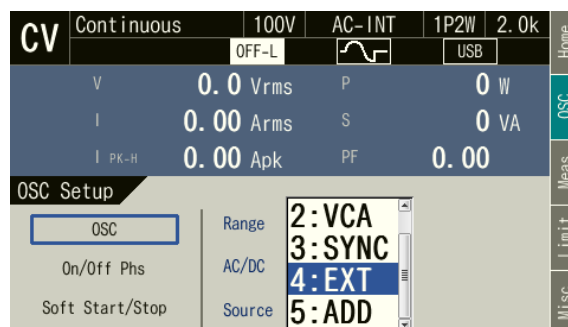 CV Continuous 100V AC-INT 1P2W 2.0k
OFF-L USB
V 0.0 Vrms P 0 W
I 0.00 Arms S 0 VA
I PK-H 0.00 Apk PF 0.00
OSC Setup
OSC
On/Off Phs
Soft Start/Stop
Range
AC/DC
Source
2:VCA
3:SYNC
4:EXT
5:ADD
Home
OSC
Meas
Limit
Misc